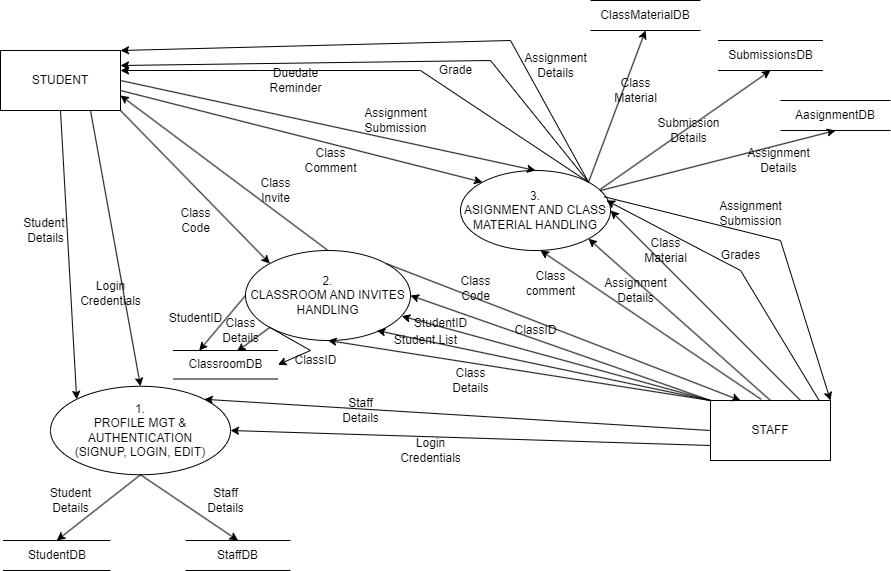 ClassMaterialDB
SubmissionsDB
AasignmentDB
STUDENT
Assignment
Details
Grade
Duedate
Reminder
Class
Material
Submission
Details
Assignment
Details
Assignment
Submission
Class
Comment
Class
Invite
Class
Code
Student
Details
Login
Credentials
3.
ASIGNMENT AND CLASS
MATERIAL HANDLING
Assignment
Submission
Class
Material
Grades
Class
comment
Assignment
Details
2.
CLASSROOM AND INVITES
HANDLING
Class
Code
StudentID
Class
Details
ClassID
ClassroomDB
StudentID
ClassID
Student List
Class
Details
1.
PROFILE MGT &
AUTHENTICATION
(SIGNUP, LOGIN, EDIT)
Staff
Details
Login
Credentials
STAFF
Student
Details
Staff
Details
StudentDB
StaffDB